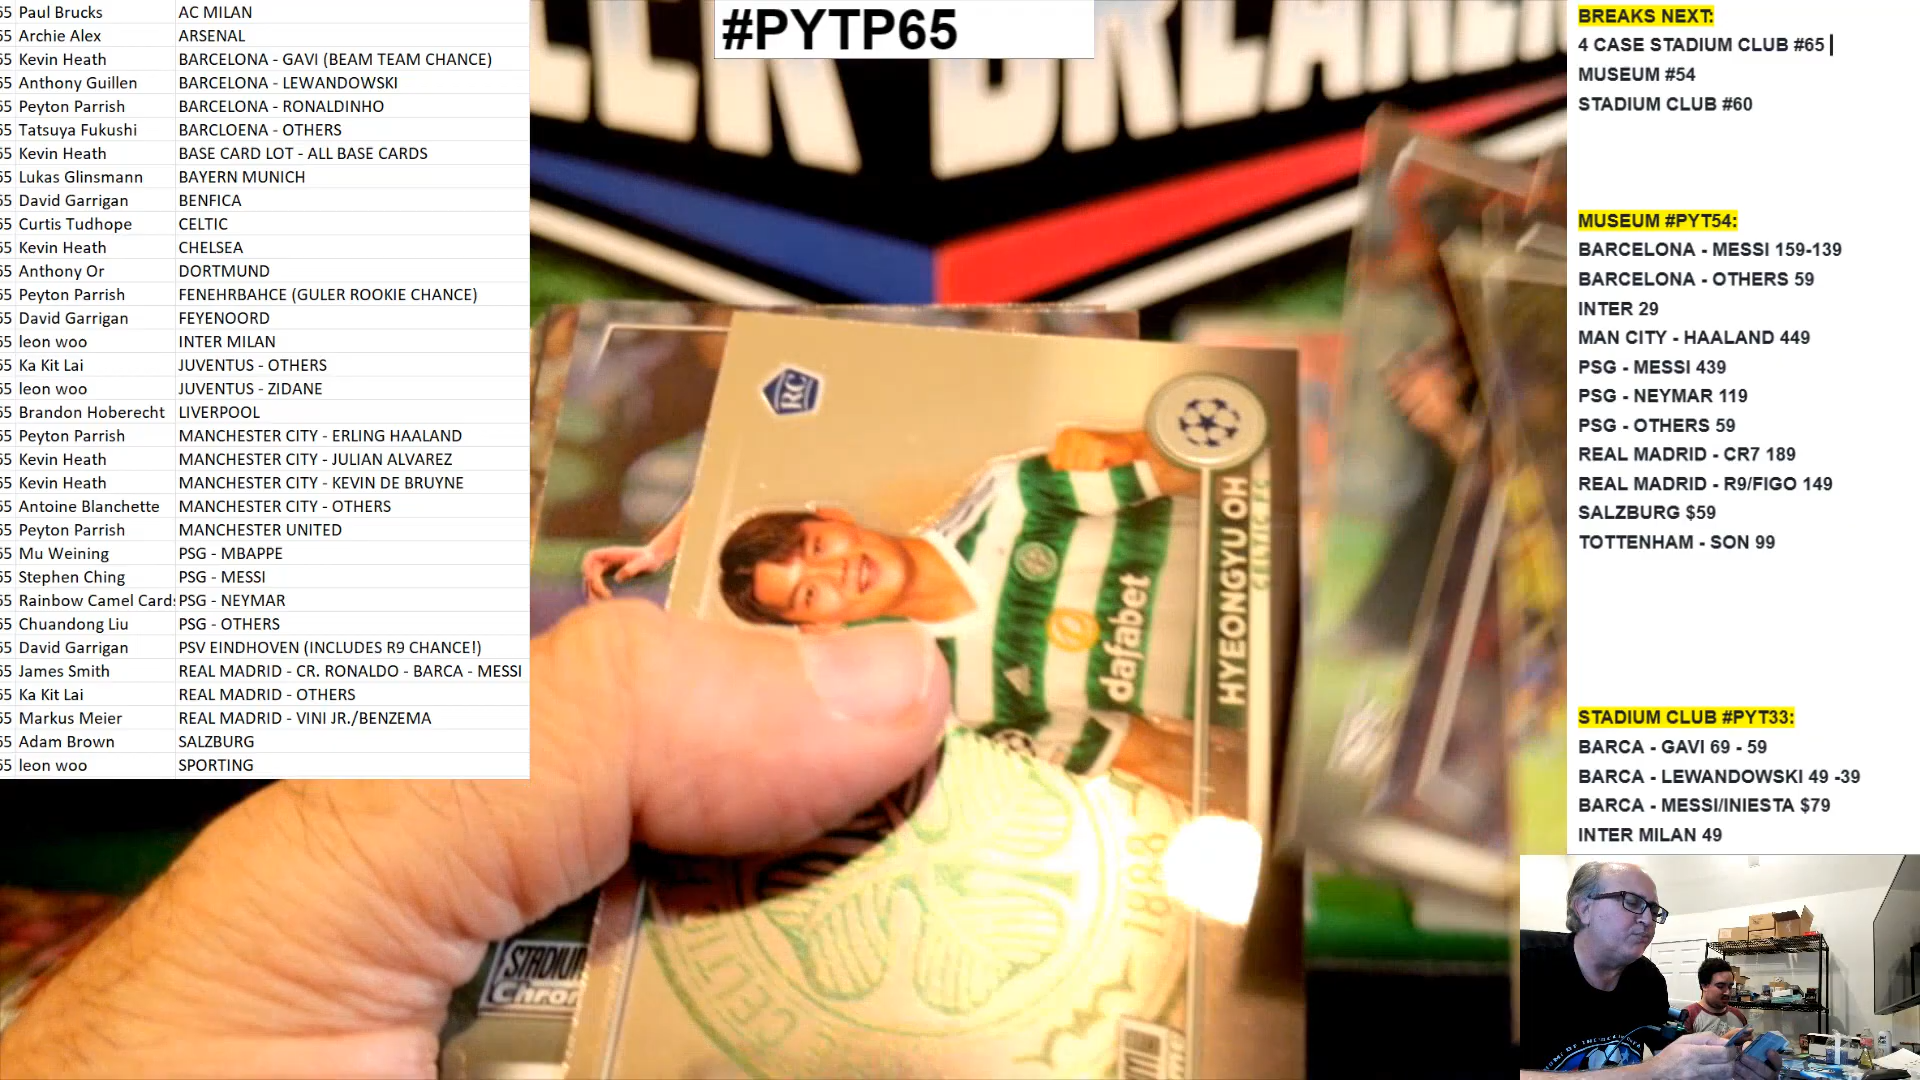 65 Paul Brucks AC MILAN
65 Archie Alex ARSENAL
65 Kevin Heath BARCELONA - GAVI (BEAM TEAM CHANCE)
65 Anthony Guillen BARCELONA - LEWANDOWSKI
65 Peyton Parrish BARCELONA - RONALDINHO
65 Tatsuya Fukushi BARCLOENA - OTHERS
65 Kevin Heath BASE CARD LOT - ALL BASE CARDS
65 Lukas Glinsmann BAYERN MUNICH
65 David Garrigan BENFICA
65 Curtis Tudhope CELTIC
65 Kevin Heath CHELSEA
65 Anthony Or DORTMUND
65 Peyton Parrish FENEHRBAHCE (GULER ROOKIE CHANCE)
65 David Garrigan FEYENOORD
65 leon woo INTER MILAN
65 Ka Kit Lai JUVENTUS - OTHERS
65 leon woo JUVENTUS - ZIDANE
65 Brandon Hoberecht LIVERPOOL
65 Peyton Parrish MANCHESTER CITY - ERLING HAALAND
65 Kevin Heath MANCHESTER CITY - JULIAN ALVAREZ
65 Kevin Heath MANCHESTER CITY - KEVIN DE BRUYNE
65 Antoine Blanchette MANCHESTER CITY - OTHERS
65 Peyton Parrish MANCHESTER UNITED
65 Mu Weining PSG - MBAPPE
65 Stephen Ching PSG - MESSI
65 Rainbow Camel Cards PSG - NEYMAR
65 Chuandong Liu PSG - OTHERS
65 David Garrigan PSV EINDHOVEN (INCLUDES R9 CHANCE!)
65 James Smith REAL MADRID - CR. RONALDO - BARCA - MESSI
65 Ka Kit Lai REAL MADRID - OTHERS
65 Markus Meier REAL MADRID - VINI JR./BENZEMA
65 Adam Brown SALZBURG
65 leon woo SPORTING
#PYTP65
RC
HYEONGYU OH
CELTIC F.C.
dafabet
CELTIC
1888
STADIUM
Chrome
BREAKS NEXT:
4 CASE STADIUM CLUB #65
MUSEUM #54
STADIUM CLUB #60
MUSEUM #PYT54:
BARCELONA - MESSI 159-139
BARCELONA - OTHERS 59
INTER 29
MAN CITY - HAALAND 449
PSG - MESSI 439
PSG - NEYMAR 119
PSG - OTHERS 59
REAL MADRID - CR7 189
REAL MADRID - R9/FIGO 149
SALZBURG $59
TOTTENHAM - SON 99
STADIUM CLUB #PYT33:
BARCA - GAVI 69 - 59
BARCA - LEWANDOWSKI 49 -39
BARCA - MESSI/INIESTA $79
INTER MILAN 49